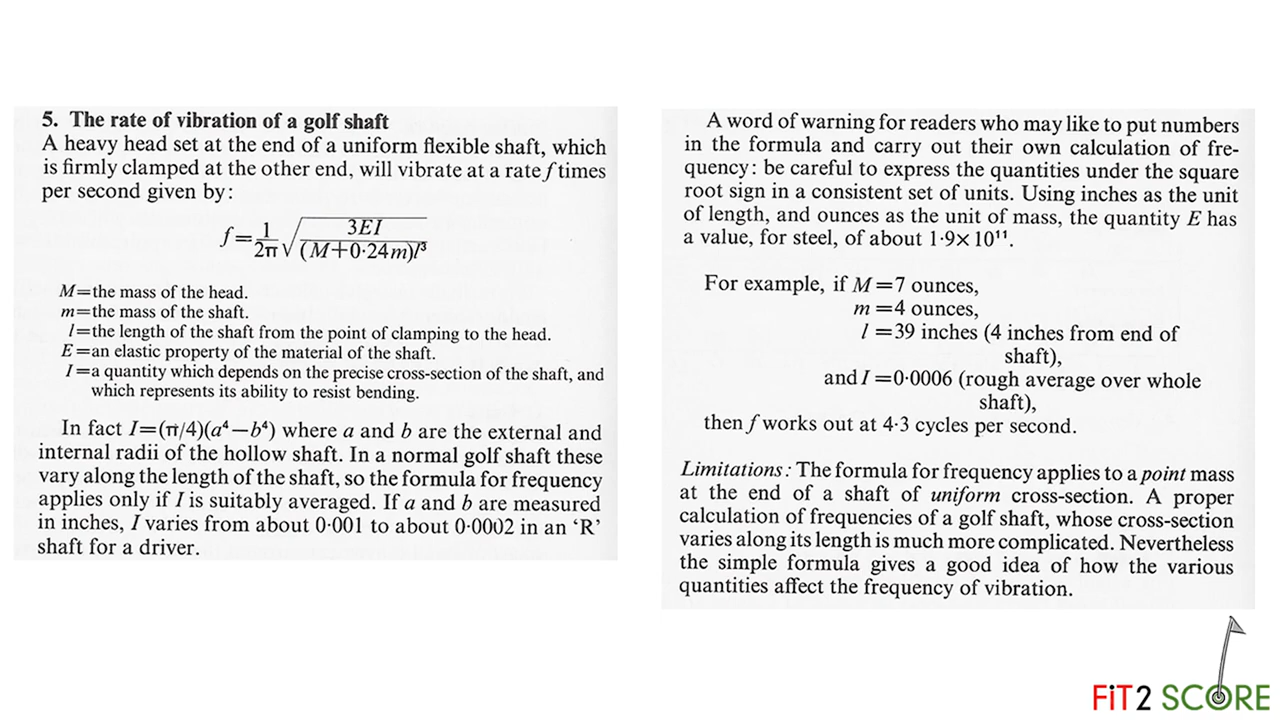 5. The rate of vibration of a golf shaft
A heavy head set at the end of a uniform flexible shaft, which
is firmly clamped at the other end, will vibrate at a rate f times
per second given by:
f=1/2π √3EI/(M+0·24m)l³
M=the mass of the head.
m=the mass of the shaft.
l=the length of the shaft from the point of clamping to the head.
E=an elastic property of the material of the shaft.
I=a quantity which depends on the precise cross-section of the shaft, and
which represents its ability to resist bending.
In fact I=(π/4)(a⁴−b⁴) where a and b are the external and
internal radii of the hollow shaft. In a normal golf shaft these
vary along the length of the shaft, so the formula for frequency
applies only if I is suitably averaged. If a and b are measured
in inches, I varies from about 0·001 to about 0·0002 in an ‘R’
shaft for a driver.
A word of warning for readers who may like to put numbers
in the formula and carry out their own calculation of fre-
quency: be careful to express the quantities under the square
root sign in a consistent set of units. Using inches as the unit
of length, and ounces as the unit of mass, the quantity E has
a value, for steel, of about 1·9×10¹¹.
For example, if M=7 ounces,
m=4 ounces,
l=39 inches (4 inches from end of
shaft),
and I=0·0006 (rough average over whole
shaft),
then f works out at 4·3 cycles per second.
Limitations: The formula for frequency applies to a point mass
at the end of a shaft of uniform cross-section. A proper
calculation of frequencies of a golf shaft, whose cross-section
varies along its length is much more complicated. Nevertheless
the simple formula gives a good idea of how the various
quantities affect the frequency of vibration.
FiT2 SCORE